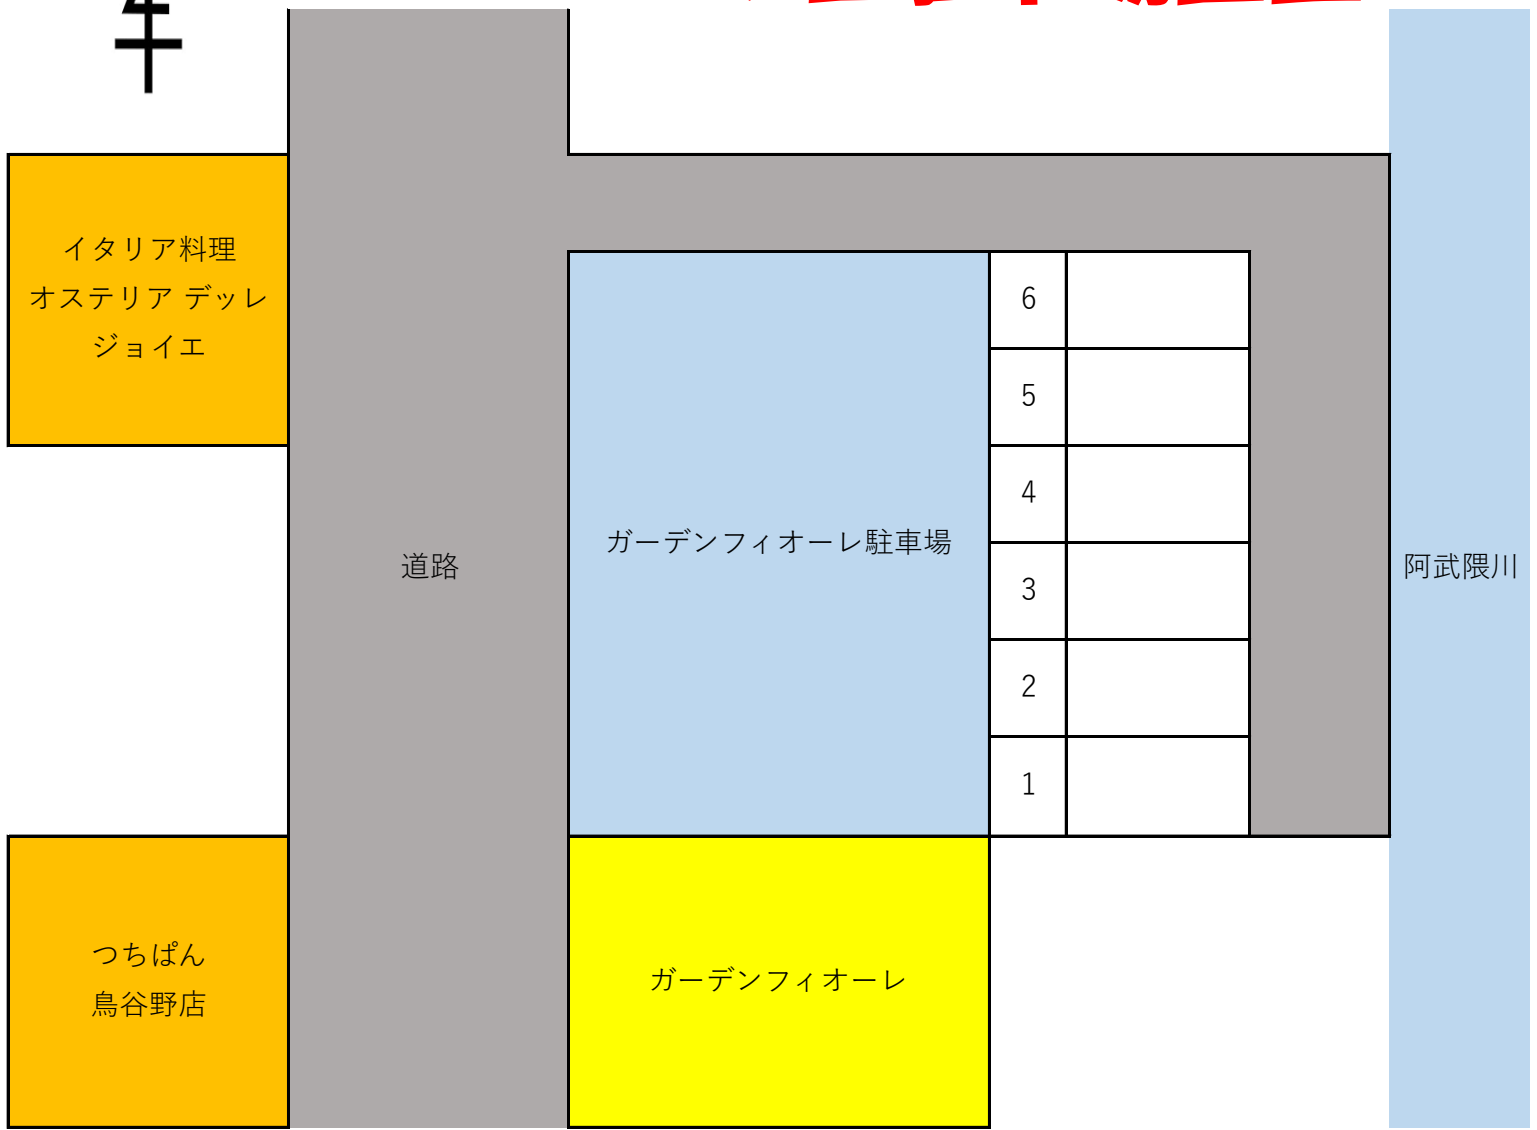 イタリア料理
オステリア デッレ
ジョイエ
6
5
4
3
2
1
ガーデンフィオーレ駐車場
道路
阿武隈川
つちぱん
鳥谷野店
ガーデンフィオーレ